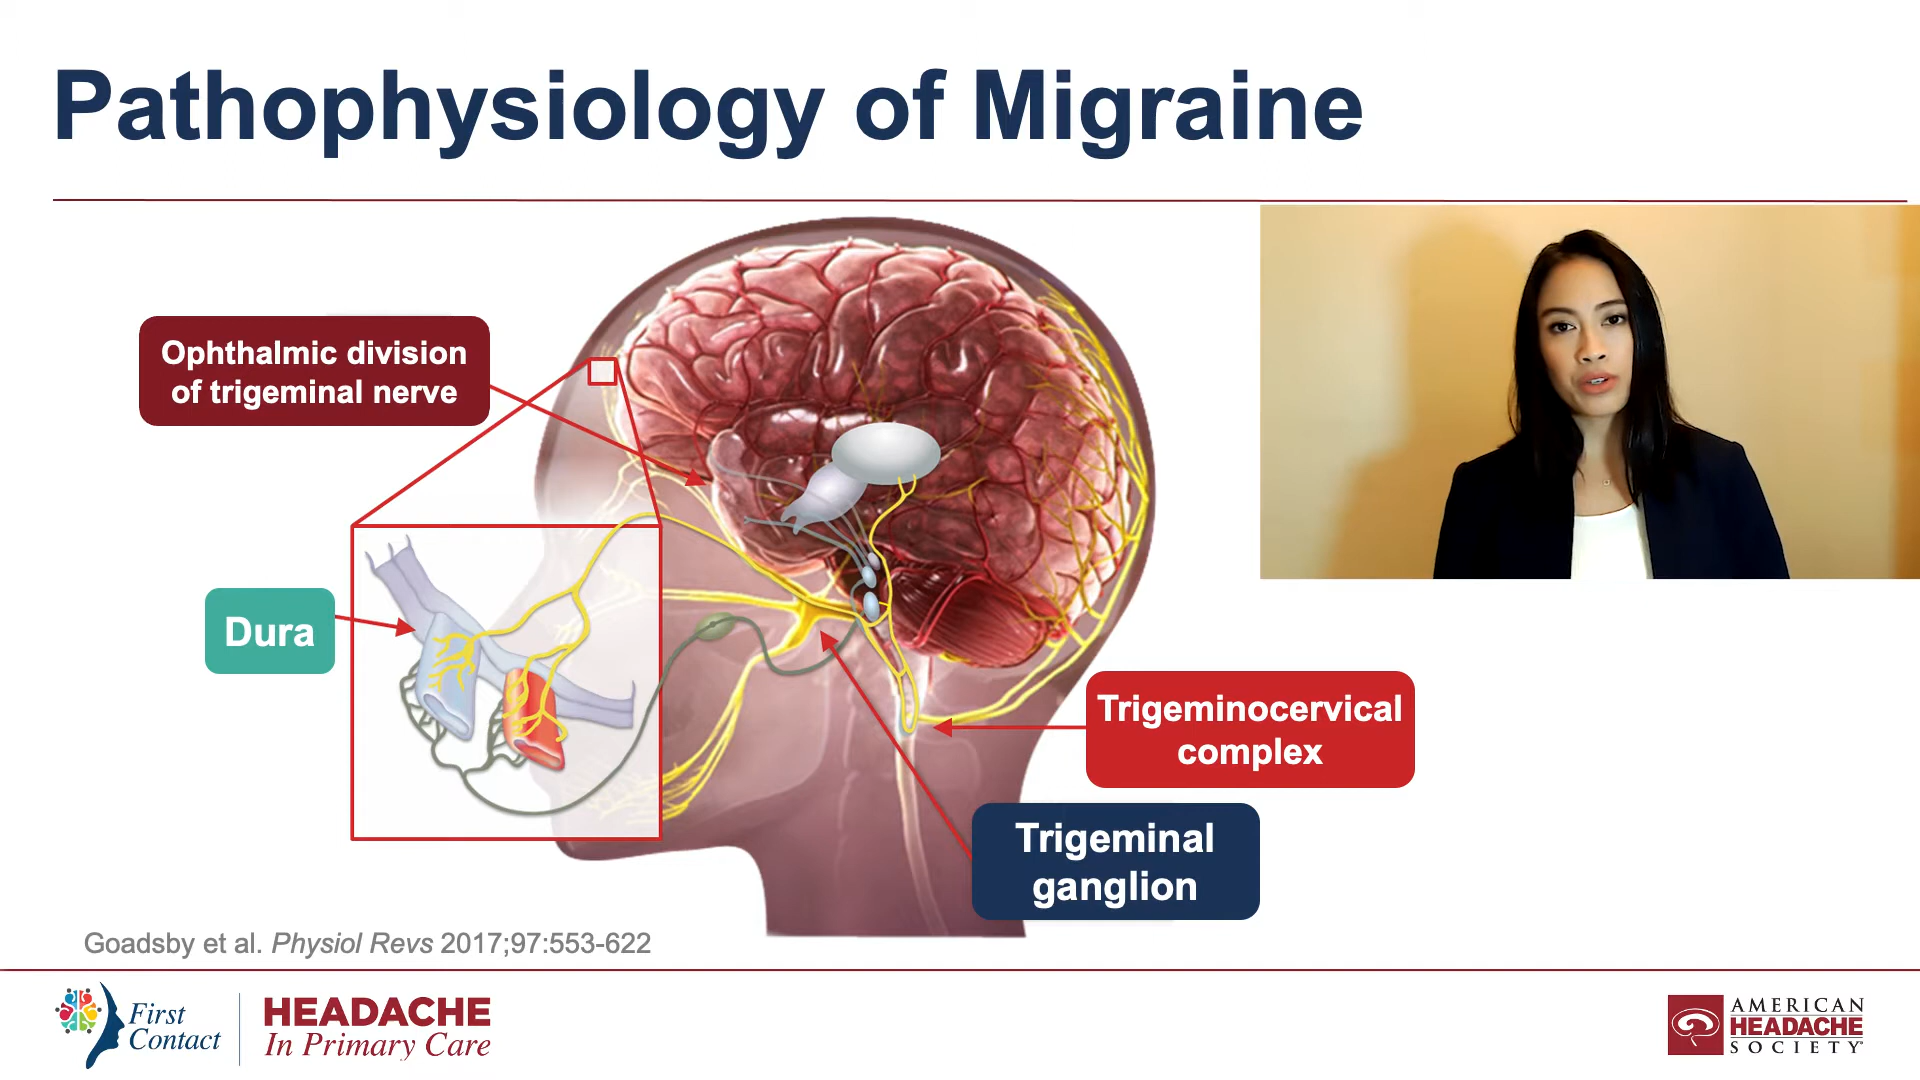 Pathophysiology of Migraine
Ophthalmic division
of trigeminal nerve
Dura
Trigeminocervical
complex
Trigeminal
ganglion
Goadsby et al. Physiol Revs 2017;97:553-622
First
Contact
HEADACHE
In Primary Care
AMERICAN
HEADACHE
SOCIETY